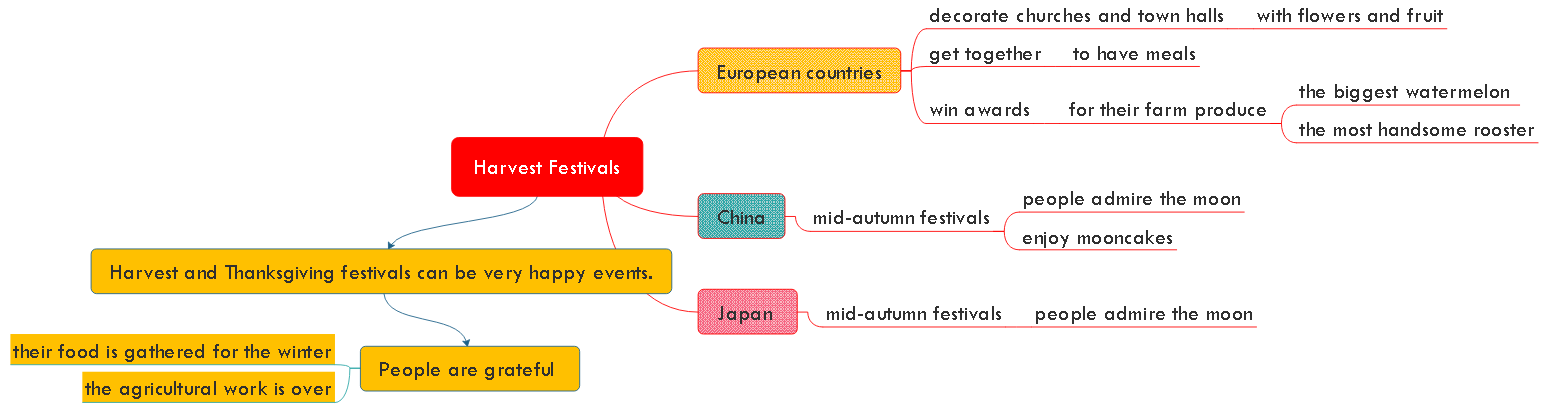 Harvest Festivals
European countries
decorate churches and town halls
with flowers and fruit
get together
to have meals
win awards
for their farm produce
the biggest watermelon
the most handsome rooster
China
mid-autumn festivals
people admire the moon
enjoy mooncakes
Japan
mid-autumn festivals
people admire the moon
Harvest and Thanksgiving festivals can be very happy events.
People are grateful
their food is gathered for the winter
the agricultural work is over